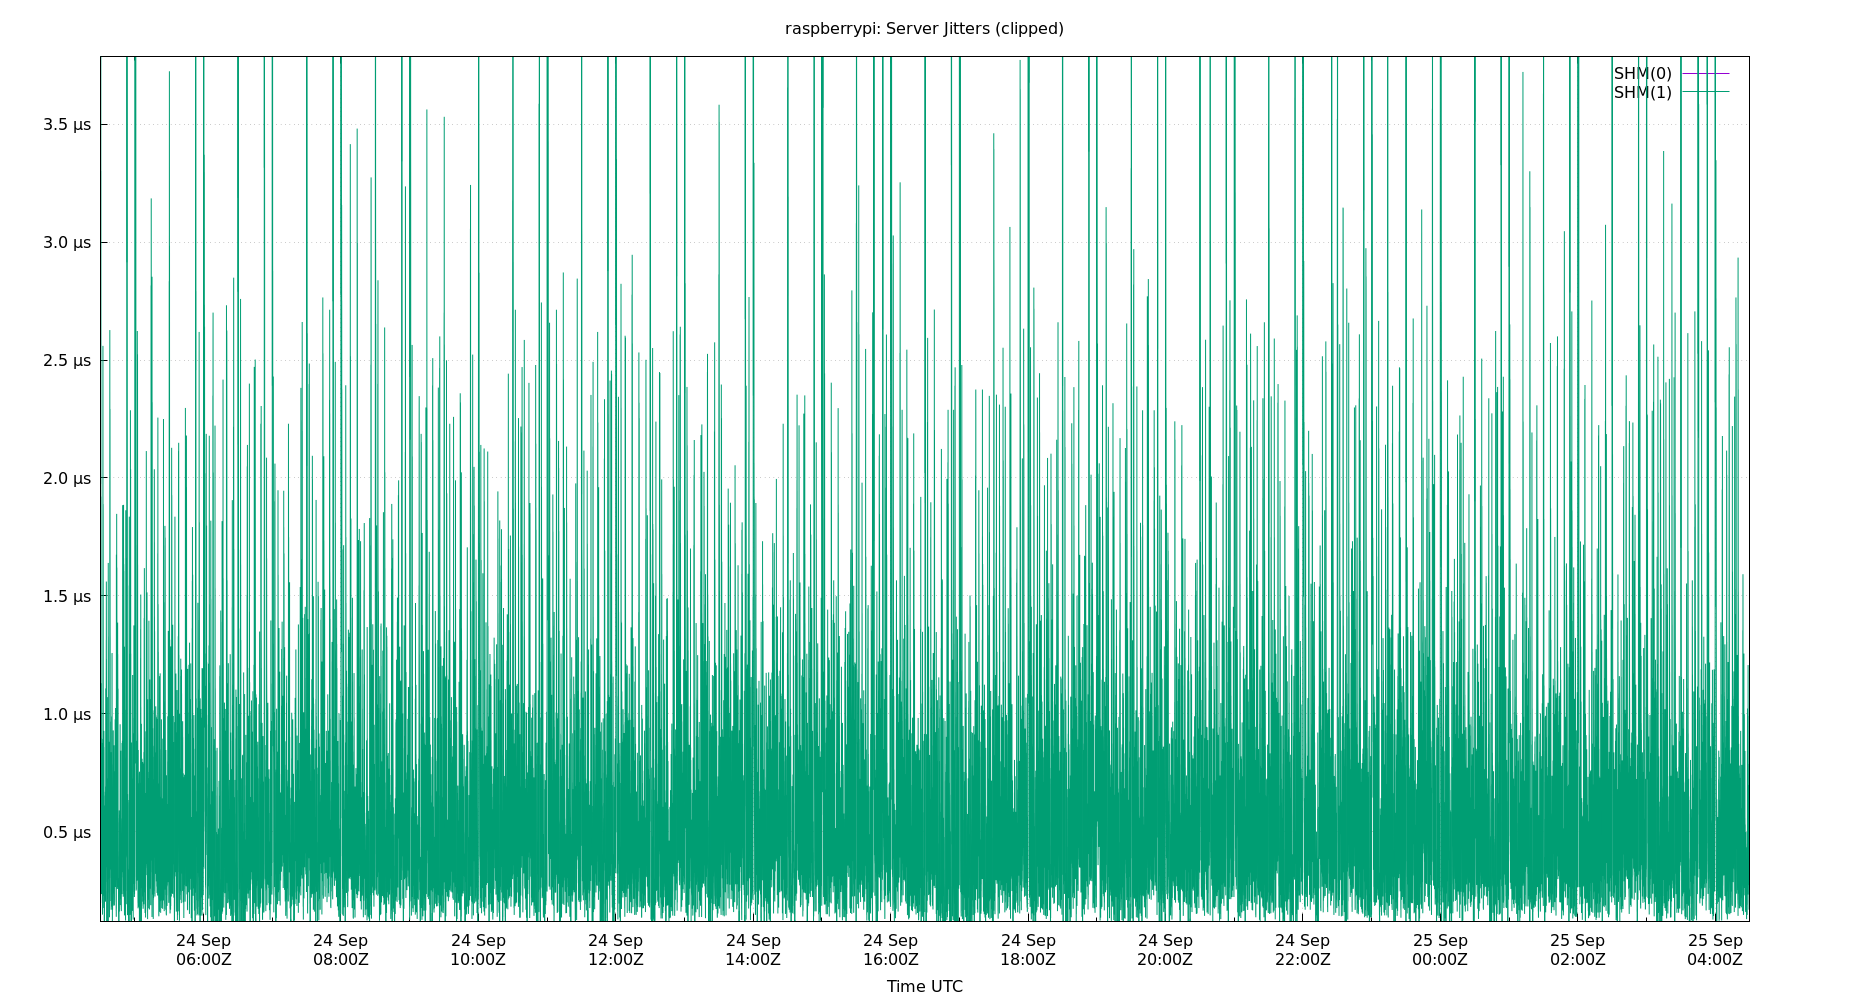 raspberrypi: Server Jitters (clipped)
SHM(0)
SHM(1)
3.5 µs
3.0 µs
2.5 µs
2.0 µs
1.5 µs
1.0 µs
0.5 µs
24 Sep 24 Sep 24 Sep 24 Sep 24 Sep 24 Sep 24 Sep 24 Sep 24 Sep 25 Sep 25 Sep 25 Sep
06:00Z 08:00Z 10:00Z 12:00Z 14:00Z 16:00Z 18:00Z 20:00Z 22:00Z 00:00Z 02:00Z 04:00Z
Time UTC